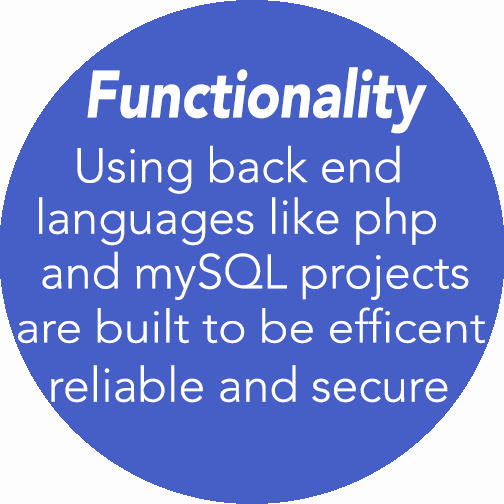 Functionality
Using back end
languages like php
and mySQL projects
are built to be efficent
reliable and secure